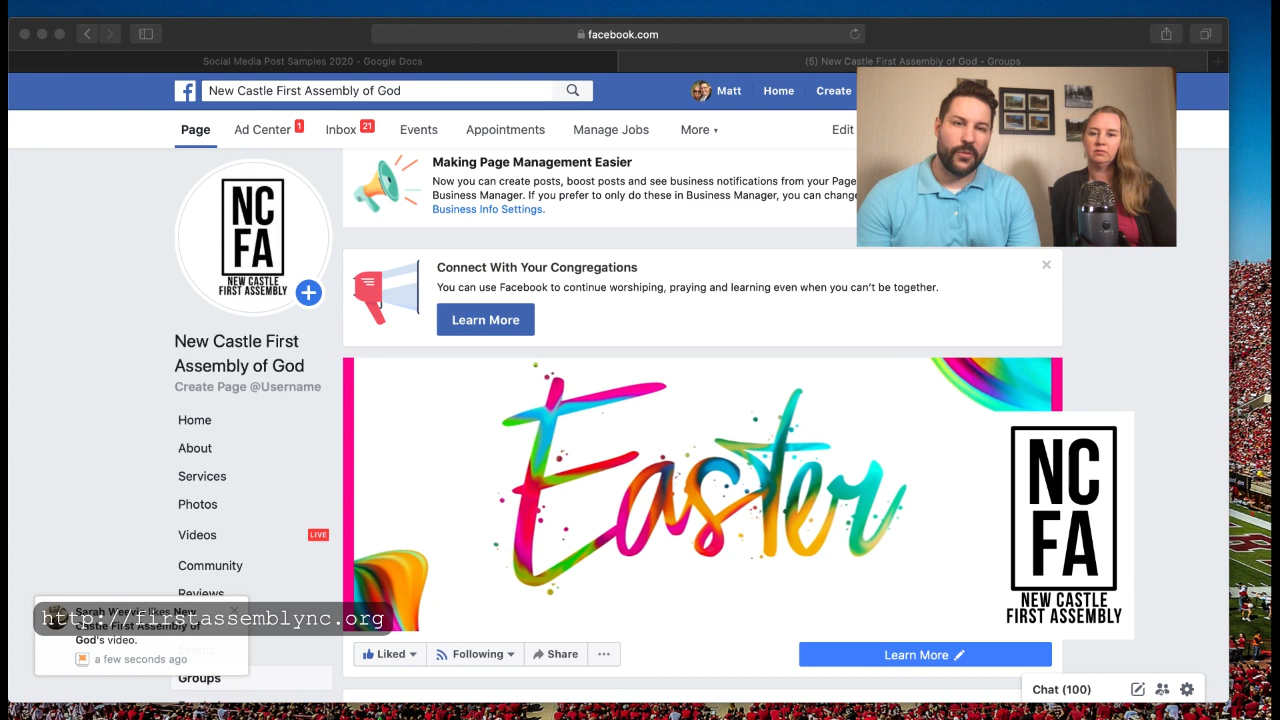 facebook.com
Social Media Post Samples 2020 - Google Docs
(5) New Castle First Assembly of God - Groups
New Castle First Assembly of God
Matt
Home
Create
Page
Ad Center 1
Inbox 21
Events
Appointments
Manage Jobs
More
Edit
Making Page Management Easier
Now you can create posts, boost posts and see business notifications from your Page
Business Manager. If you prefer to only do these in Business Manager, you can change
Business Info Settings.
NC
FA
NEW CASTLE
FIRST ASSEMBLY
Connect With Your Congregations
You can use Facebook to continue worshiping, praying and learning even when you can't be together.
Learn More
New Castle First
Assembly of God
Create Page @Username
Home
About
Services
Photos
Videos LIVE
Community
Reviews
Events
Groups
Easter
NC
FA
NEW CASTLE
FIRST ASSEMBLY
http://firstassemblync.org
likes New
Castle First Assembly of
God's video.
a few seconds ago
Liked
Following
Share
Learn More
Chat (100)